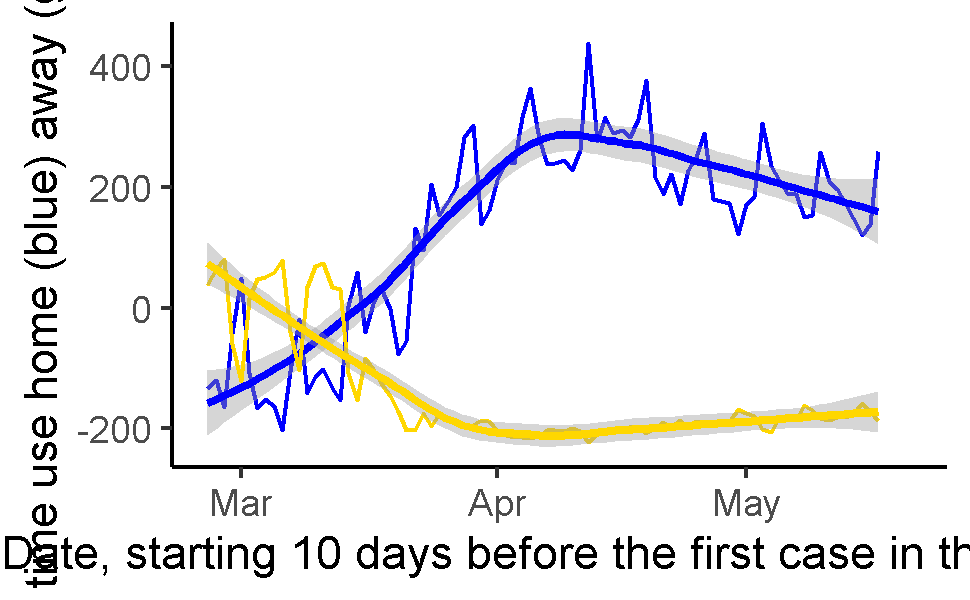 time use home (blue) away (
400
200
0
-200
Mar Apr May
Date, starting 10 days before the first case in th